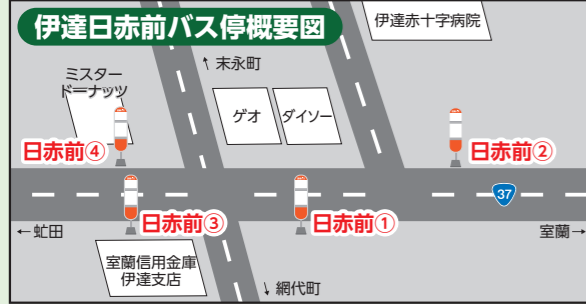 伊達日赤前バス停概要図
伊達赤十字病院
↑末永町
ミスター
ドーナッツ
ゲオ
ダイソー
日赤前④
日赤前②
37
日赤前③
日赤前①
←虻田
室蘭→
室蘭信用金庫
伊達支店
↓網代町